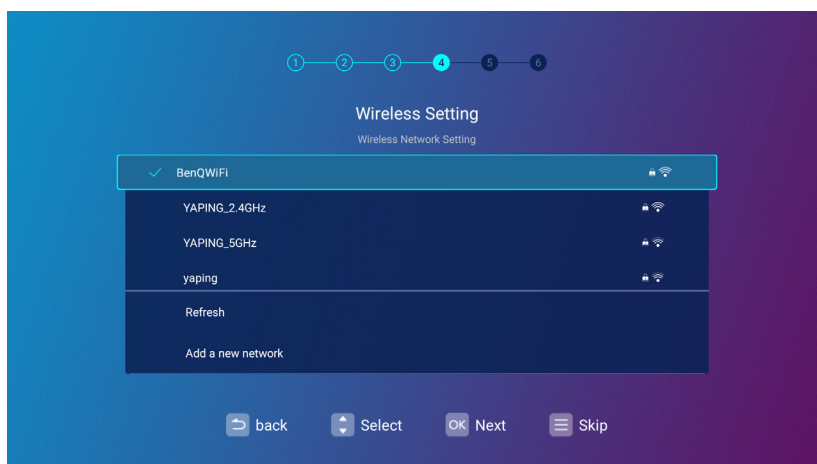 1 2 3 4 5 6
Wireless Setting
Wireless Network Setting
BenQWiFi
YAPING_2.4GHz
YAPING_5GHz
yaping
Refresh
Add a new network
back Select OK Next Skip